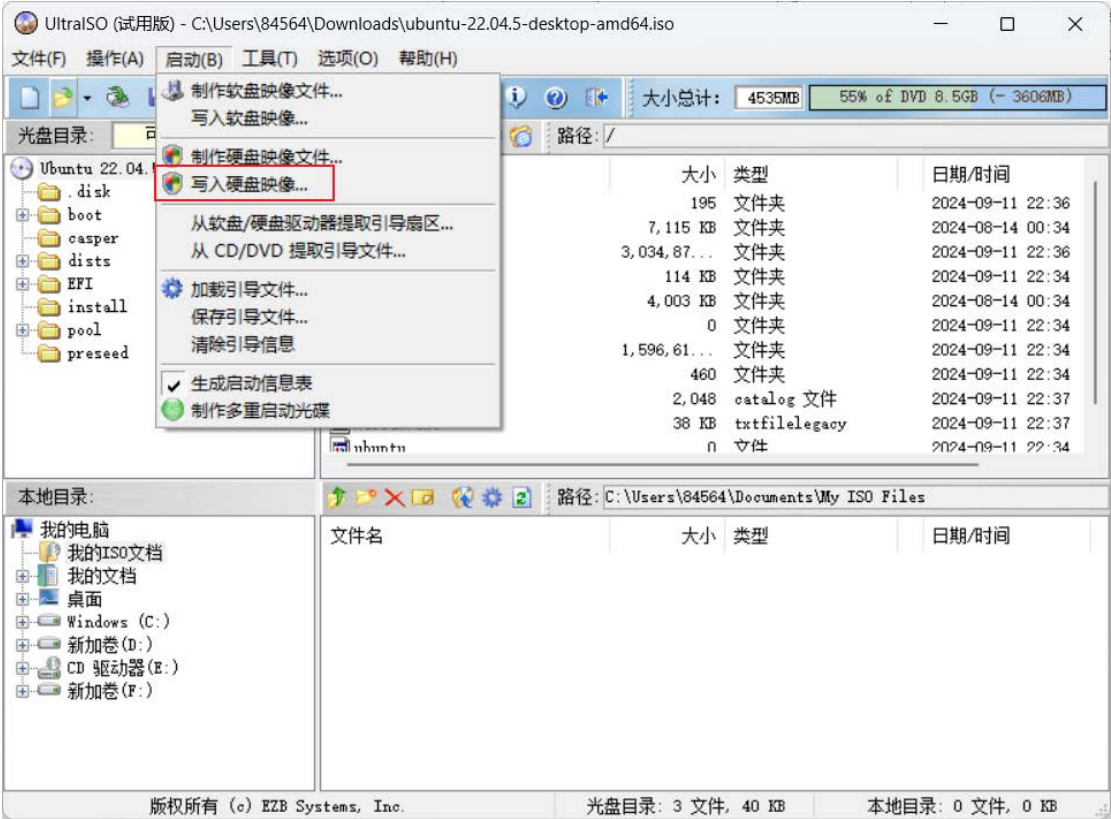 UltraISO (试用版) - C:\Users\84564\Downloads\ubuntu-22.04.5-desktop-amd64.iso
文件(F) 操作(A) 启动(B) 工具(T) 选项(O) 帮助(H)
制作软盘映像文件...
写入软盘映像...
制作硬盘映像文件...
写入硬盘映像...
从软盘/硬盘驱动器提取引导扇区...
从 CD/DVD 提取引导文件...
加载引导文件...
保存引导文件...
清除引导信息
生成启动信息表
制作多重启动光碟
大小总计: 4535MB 55% of DVD 8.5GB (- 3606MB)
光盘目录: 可 路径: /
Ubuntu 22.04.5
.disk
boot
casper
dists
EFI
install
pool
preseed
大小 类型 日期/时间
195 文件夹 2024-09-11 22:36
7,115 KB 文件夹 2024-08-14 00:34
3,034,87... 文件夹 2024-09-11 22:36
114 KB 文件夹 2024-09-11 22:34
4,003 KB 文件夹 2024-08-14 00:34
0 文件夹 2024-09-11 22:34
1,596,61... 文件夹 2024-09-11 22:34
460 文件夹 2024-09-11 22:34
2,048 catalog 文件 2024-09-11 22:37
38 KB txtfilelegacy 2024-09-11 22:37
ubuntu 0 文件 2024-09-11 22:34
本地目录: 路径: C:\Users\84564\Documents\My ISO Files
我的电脑
我的ISO文档
我的文档
桌面
Windows (C:)
新加卷(D:)
CD 驱动器(E:)
新加卷(F:)
文件名 大小 类型 日期/时间
版权所有 (c) EZB Systems, Inc. 光盘目录: 3 文件, 40 KB 本地目录: 0 文件, 0 KB